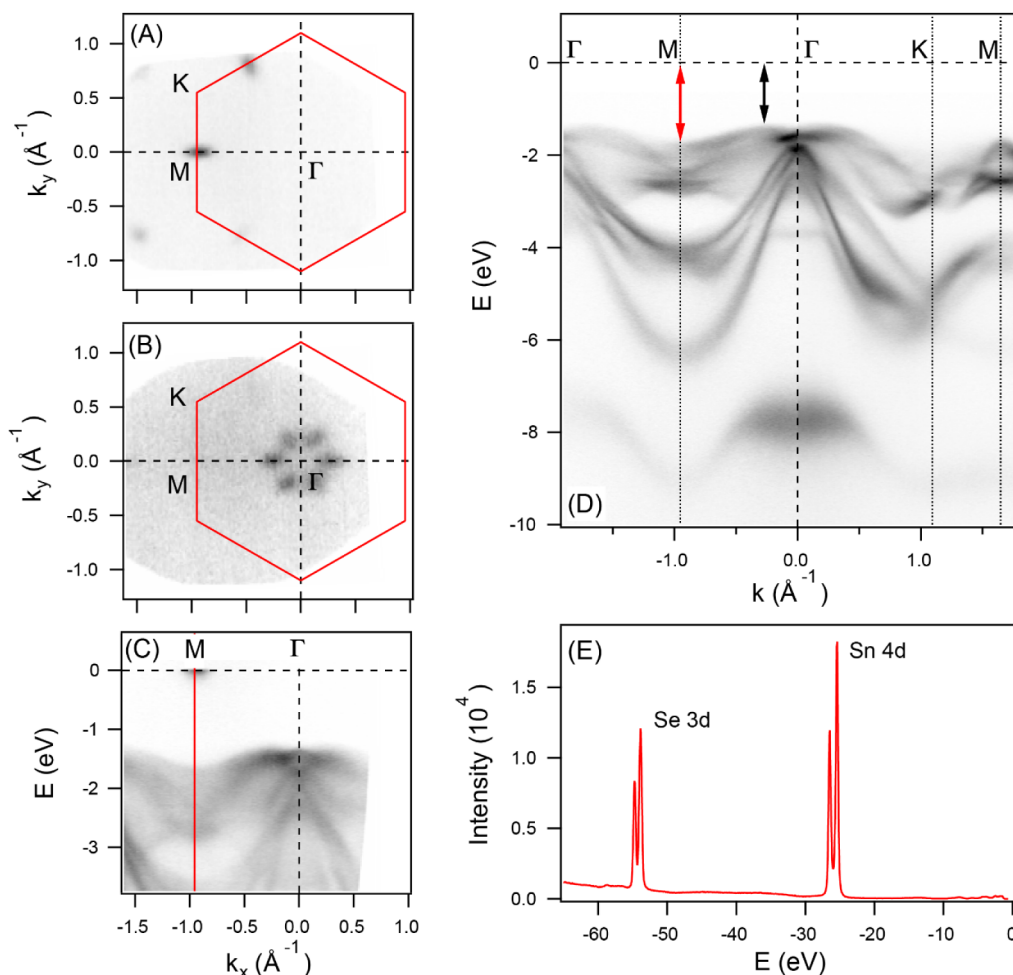 (A)
1.0
0.5
0.0
-0.5
-1.0
k_y (Å⁻¹)
K
M
Γ
(B)
1.0
0.5
0.0
-0.5
-1.0
k_y (Å⁻¹)
K
M
Γ
(C)
M
Γ
0
-1
-2
-3
E (eV)
-1.5
-1.0
-0.5
0.0
0.5
1.0
k_x (Å⁻¹)
Γ
M
Γ
K
M
0
-2
-4
-6
-8
-10
E (eV)
(D)
-1.0
0.0
1.0
k (Å⁻¹)
(E)
Sn 4d
Se 3d
1.5
1.0
0.5
0.0
Intensity (10⁴)
-60
-50
-40
-30
-20
-10
0
E (eV)